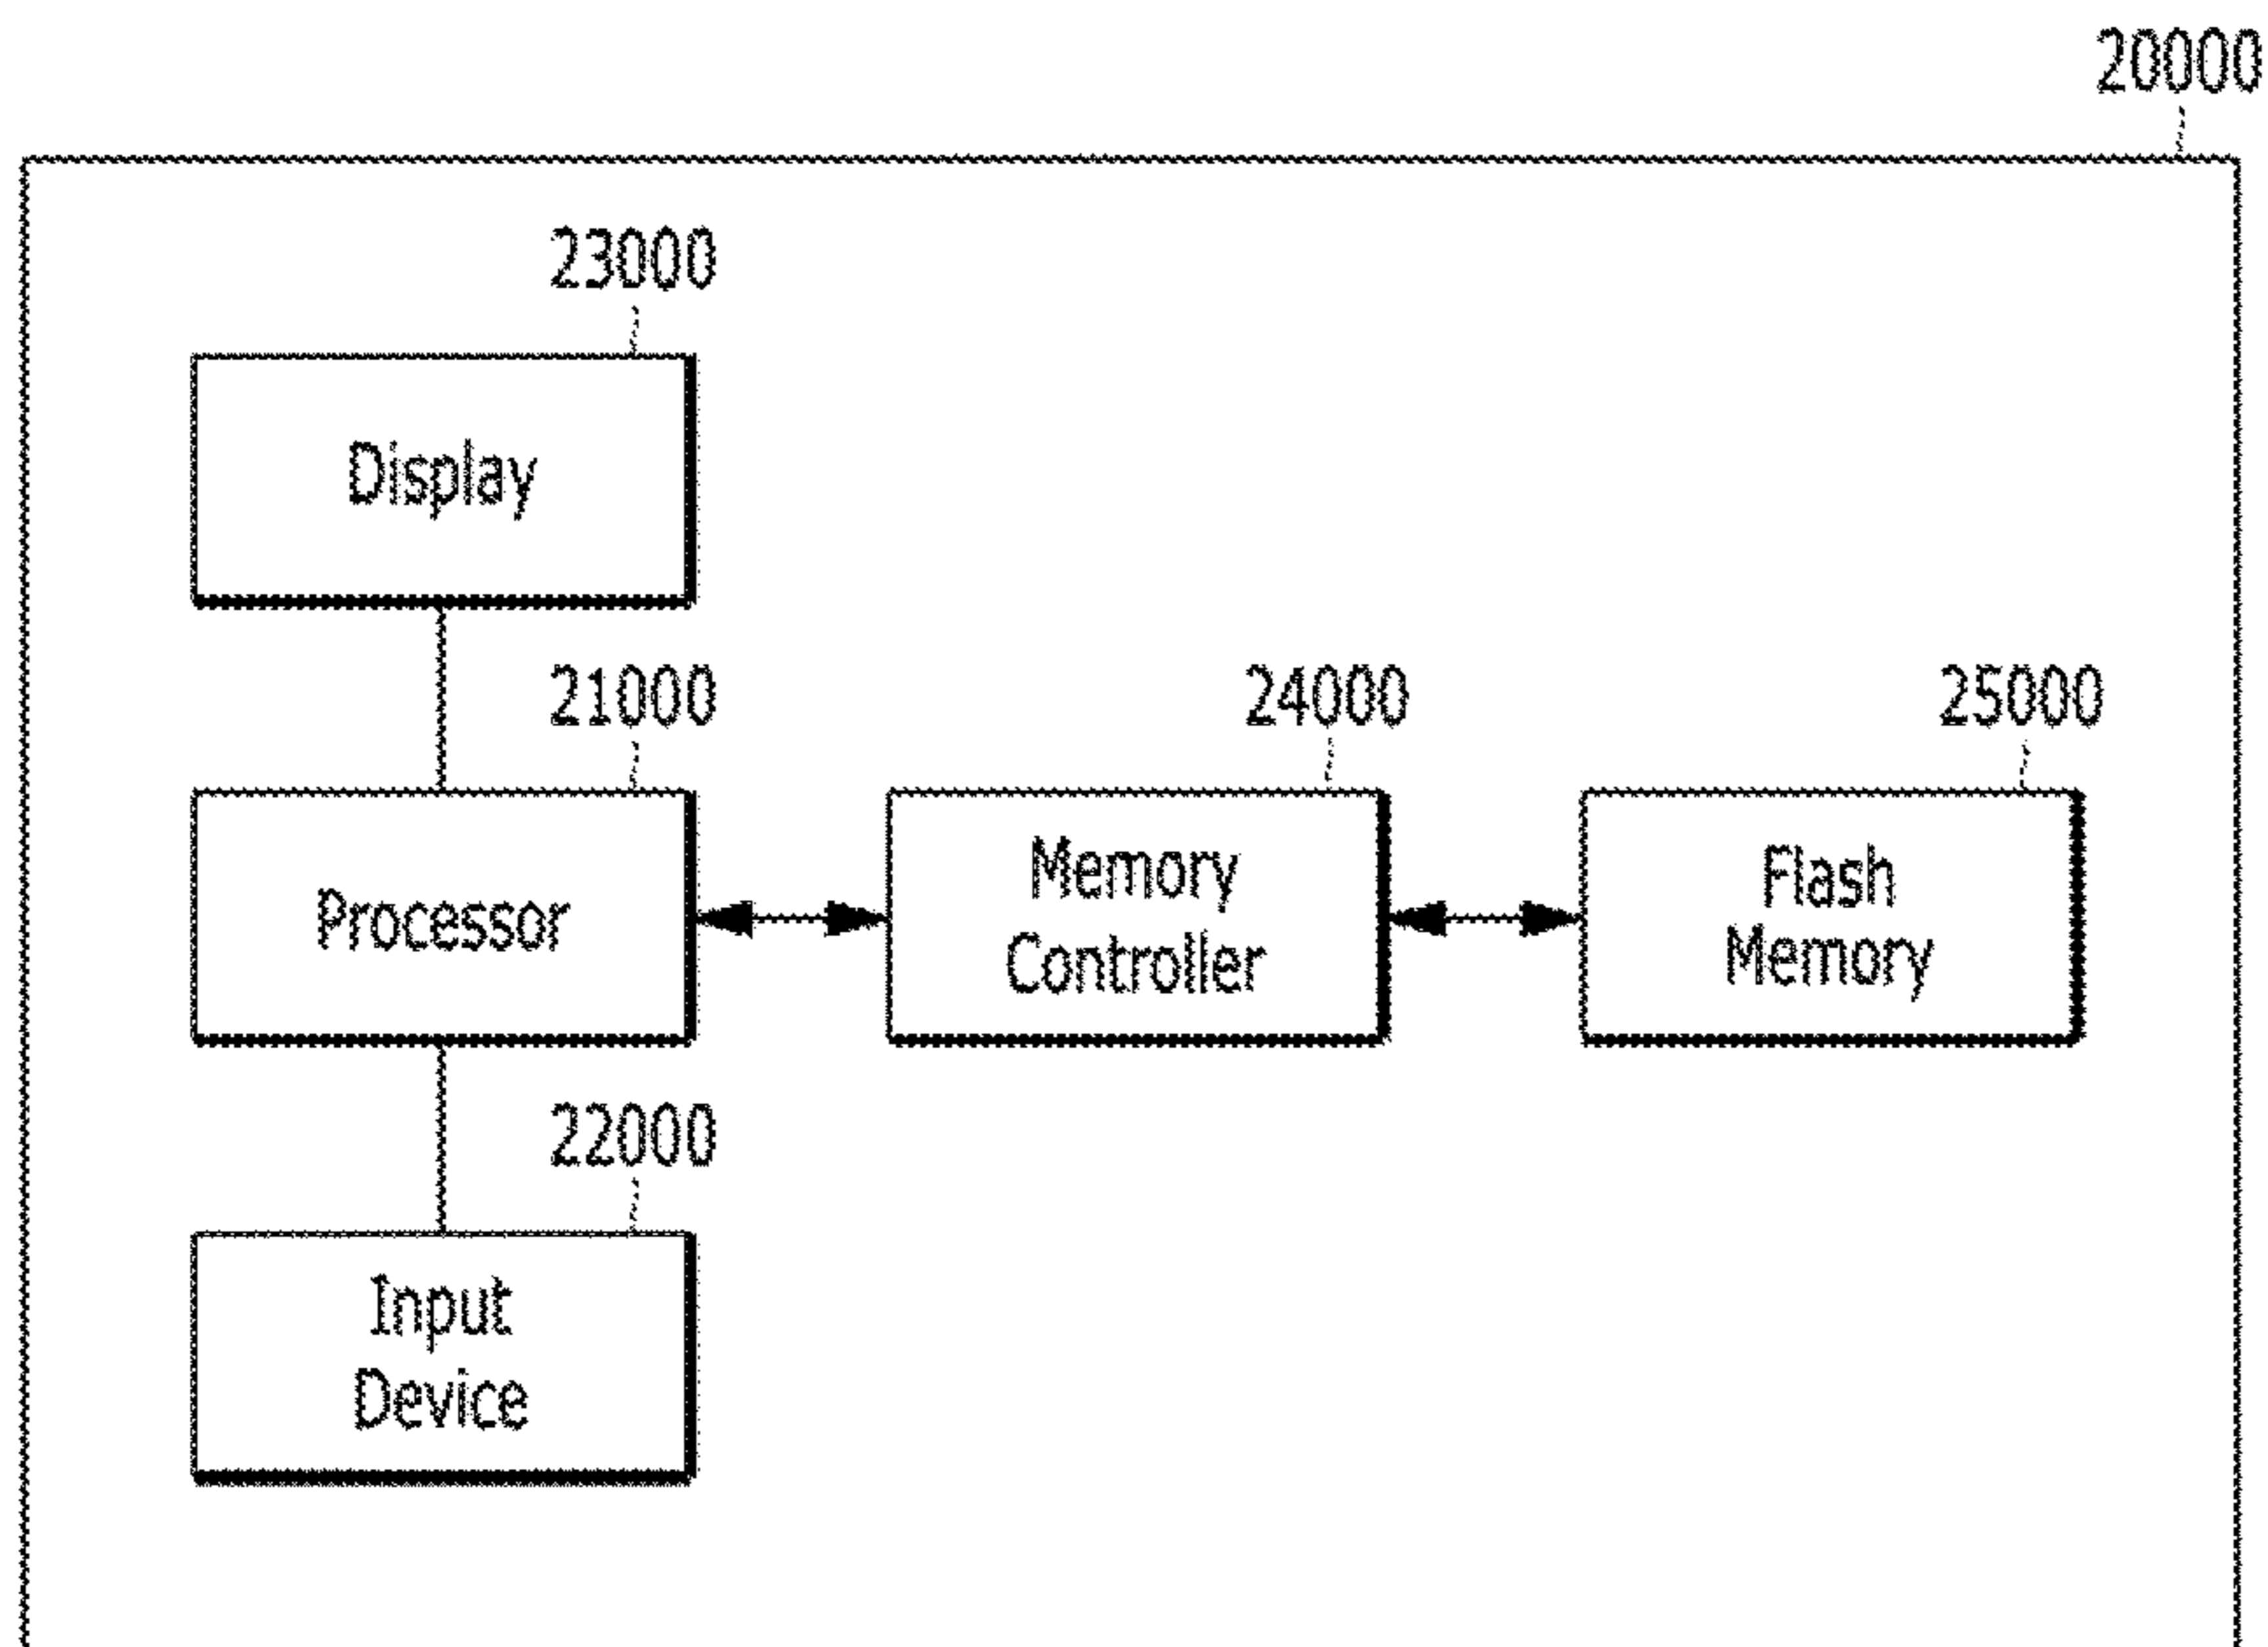 20000
23000
Display
21000
24000
25000
Processor
Memory
Controller
Flash
Memory
22000
Input
Device